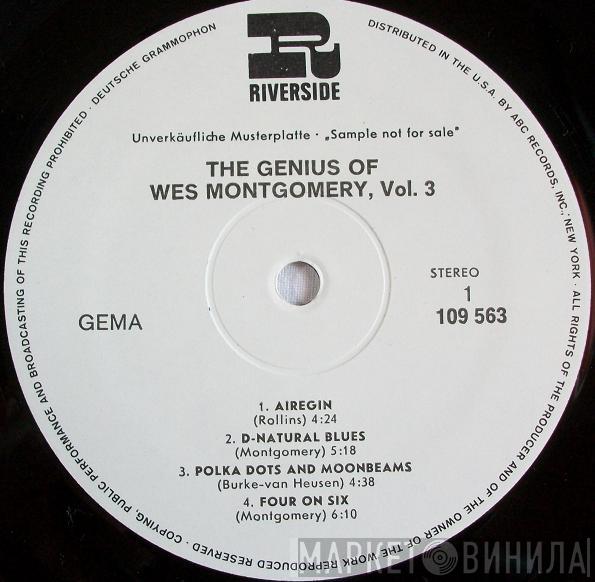 R
RIVERSIDE
Unverkäufliche Musterplatte · „Sample not for sale"
THE GENIUS OF
WES MONTGOMERY, Vol. 3
STEREO
1
109 563
GEMA
1. AIREGIN
(Rollins) 4:24
2. D-NATURAL BLUES
(Montgomery) 5:18
3. POLKA DOTS AND MOONBEAMS
(Burke-van Heusen) 4:38
4. FOUR ON SIX
(Montgomery) 6:10
COPYING, PUBLIC PERFORMANCE AND BROADCASTING OF THIS RECORDING PROHIBITED · DEUTSCHE GRAMMOPHON
DISTRIBUTED IN THE U.S.A. BY ABC RECORDS, INC., NEW YORK · ALL RIGHTS OF THE PRODUCER AND OF THE OWNER OF THE WORK REPRODUCED RESERVED ·
МАРКЕТ ВИНИЛА